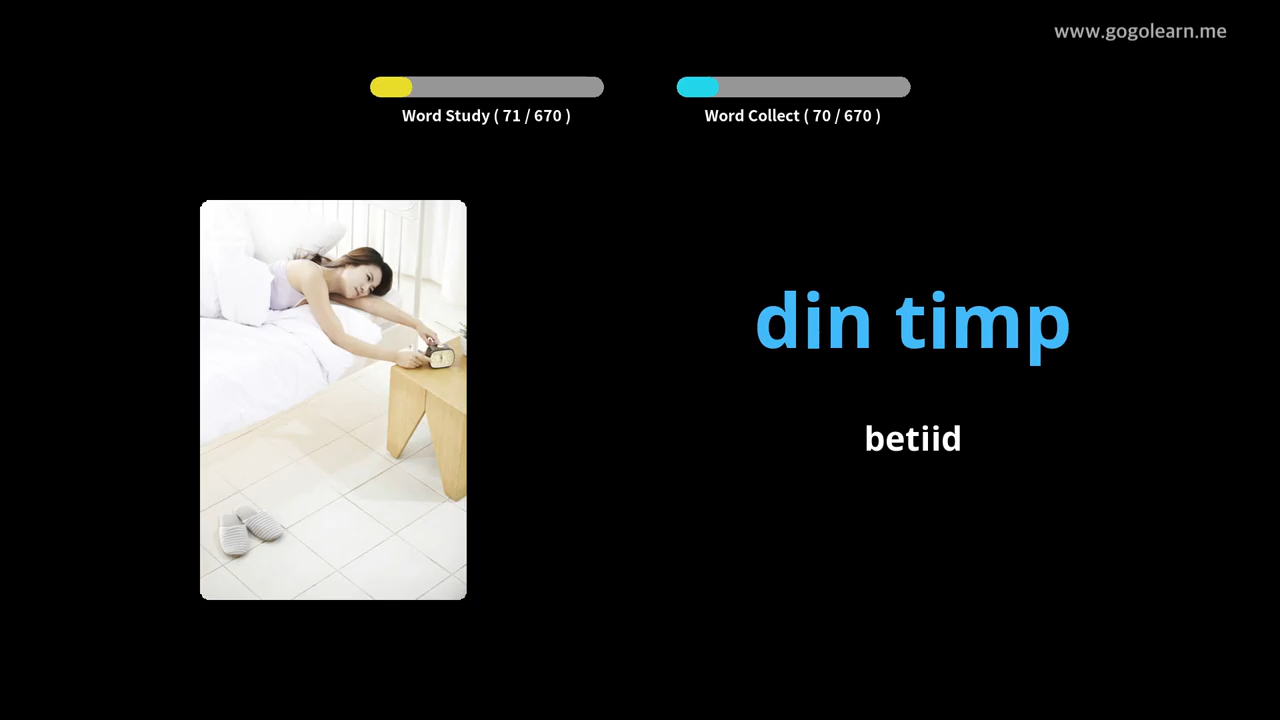 www.gogolearn.me
Word Study ( 71 / 670 )
Word Collect ( 70 / 670 )
din timp
betiid